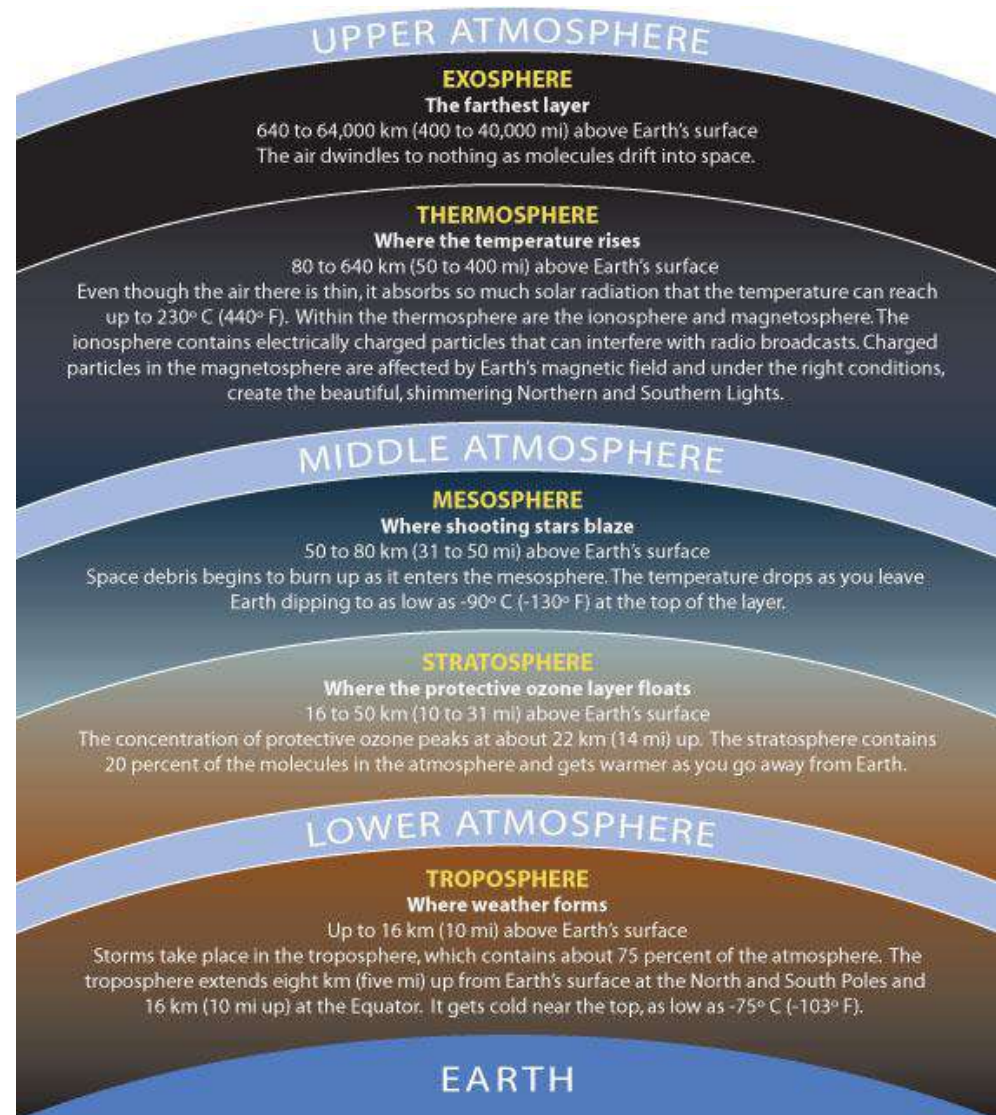 UPPER ATMOSPHERE
EXOSPHERE
The farthest layer
640 to 64,000 km (400 to 40,000 mi) above Earth's surface
The air dwindles to nothing as molecules drift into space.
THERMOSPHERE
Where the temperature rises
80 to 640 km (50 to 400 mi) above Earth's surface
Even though the air there is thin, it absorbs so much solar radiation that the temperature can reach
up to 230º C (440º F). Within the thermosphere are the ionosphere and magnetosphere. The
ionosphere contains electrically charged particles that can interfere with radio broadcasts. Charged
particles in the magnetosphere are affected by Earth's magnetic field and under the right conditions,
create the beautiful, shimmering Northern and Southern Lights.
MIDDLE ATMOSPHERE
MESOSPHERE
Where shooting stars blaze
50 to 80 km (31 to 50 mi) above Earth's surface
Space debris begins to burn up as it enters the mesosphere. The temperature drops as you leave
Earth dipping to as low as -90º C (-130º F) at the top of the layer.
STRATOSPHERE
Where the protective ozone layer floats
16 to 50 km (10 to 31 mi) above Earth's surface
The concentration of protective ozone peaks at about 22 km (14 mi) up. The stratosphere contains
20 percent of the molecules in the atmosphere and gets warmer as you go away from Earth.
LOWER ATMOSPHERE
TROPOSPHERE
Where weather forms
Up to 16 km (10 mi) above Earth's surface
Storms take place in the troposphere, which contains about 75 percent of the atmosphere. The
troposphere extends eight km (five mi) up from Earth's surface at the North and South Poles and
16 km (10 mi up) at the Equator. It gets cold near the top, as low as -75º C (-103º F).
EARTH